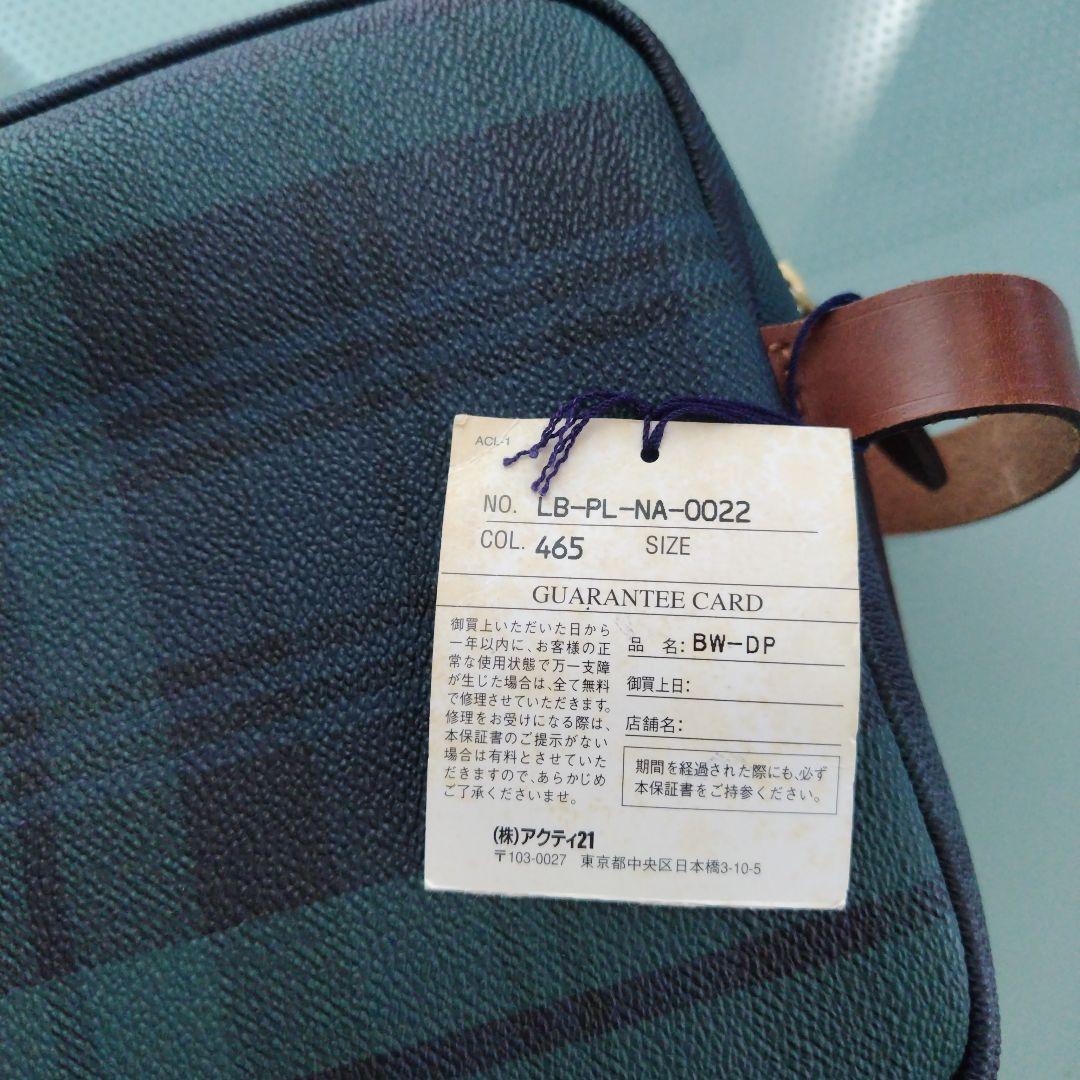 ACL-1
NO. LB-PL-NA-0022
COL. 465 SIZE
GUARANTEE CARD
御買上いただいた日から
一年以内に、お客様の正
常な使用状態で万一支障
が生じた場合は、全て無料
で修理させていただきます。
修理をお受けになる際は、
本保証書のご提示がない
場合は有料とさせていた
だきますので、あらかじめ
ご了承くださいませ。
品 名: BW-DP
御買上日:
店舗名:
期間を経過された際にも、必ず
本保証書をご持参ください。
(株)アクティ21
〒103-0027 東京都中央区日本橋3-10-5